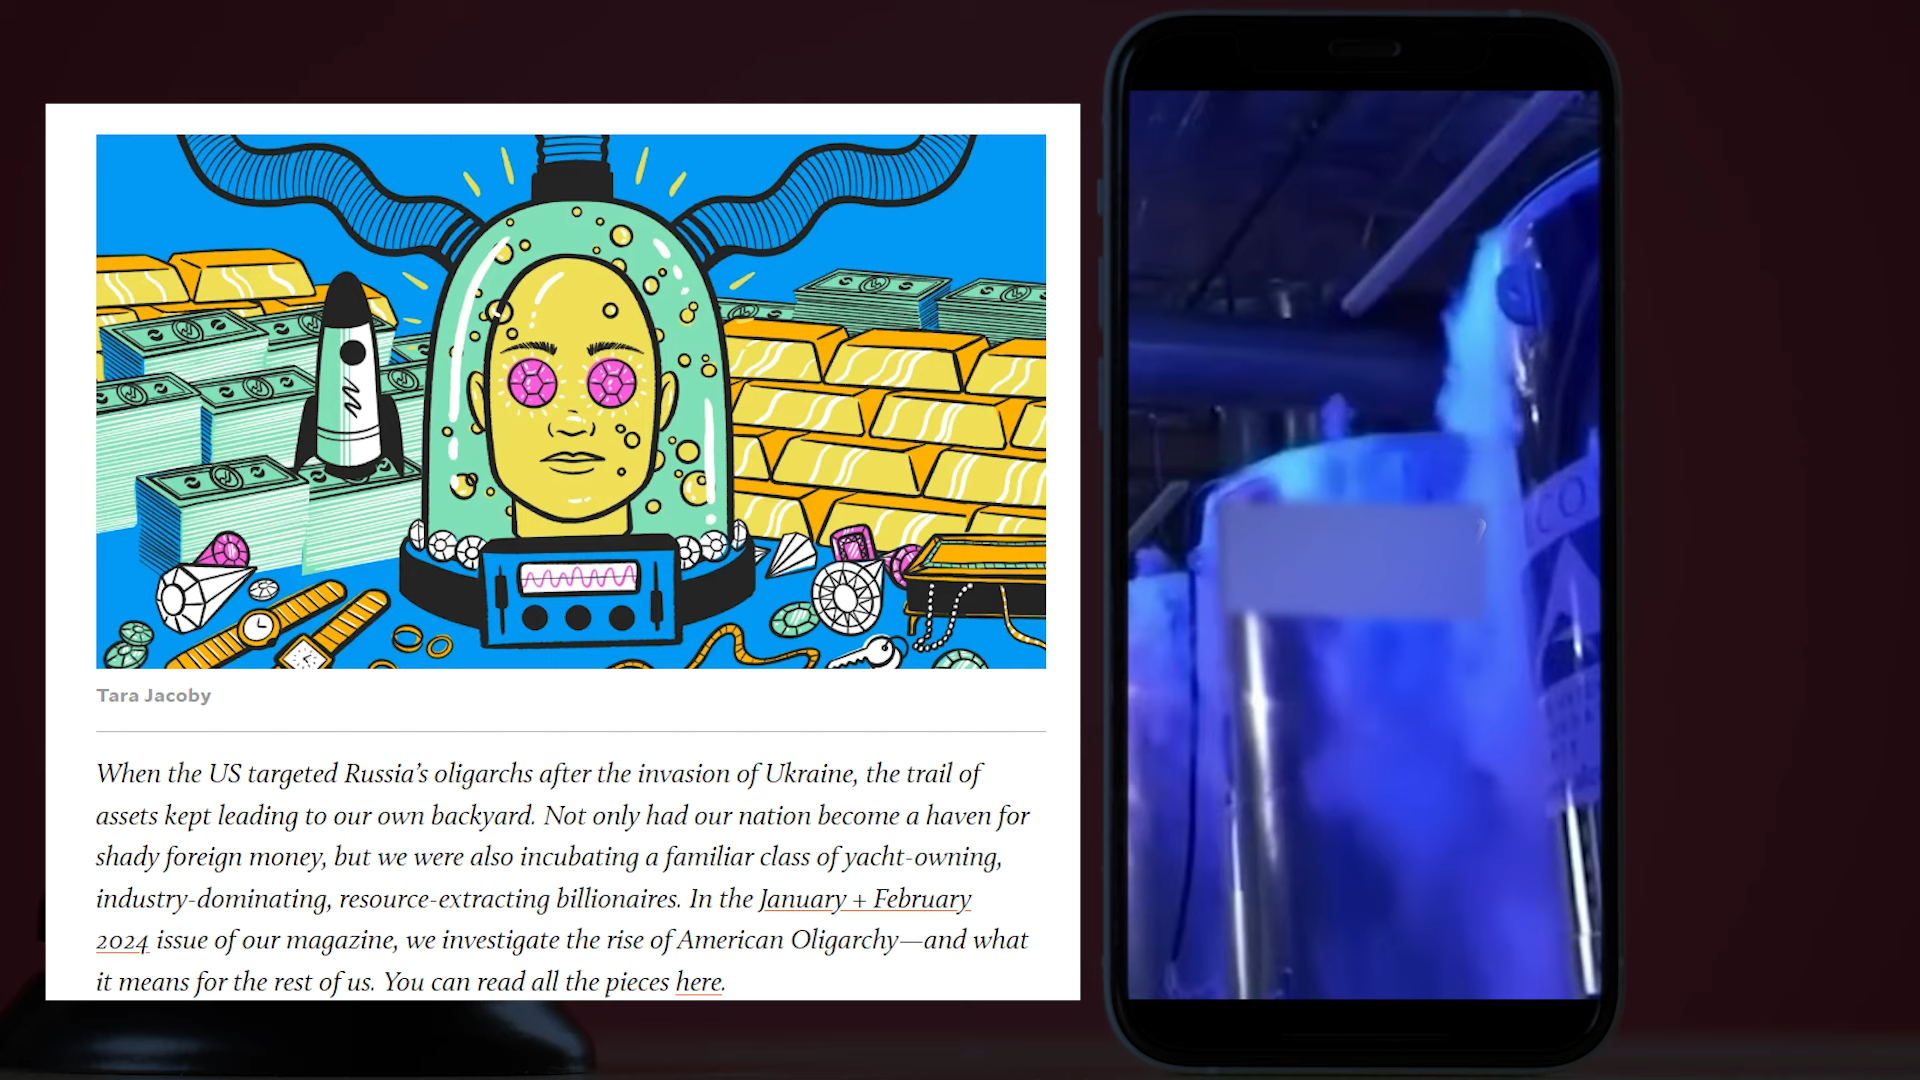 Tara Jacoby
When the US targeted Russia’s oligarchs after the invasion of Ukraine, the trail of
assets kept leading to our own backyard. Not only had our nation become a haven for
shady foreign money, but we were also incubating a familiar class of yacht-owning,
industry-dominating, resource-extracting billionaires. In the January + February
2024 issue of our magazine, we investigate the rise of American Oligarchy—and what
it means for the rest of us. You can read all the pieces here.
CO